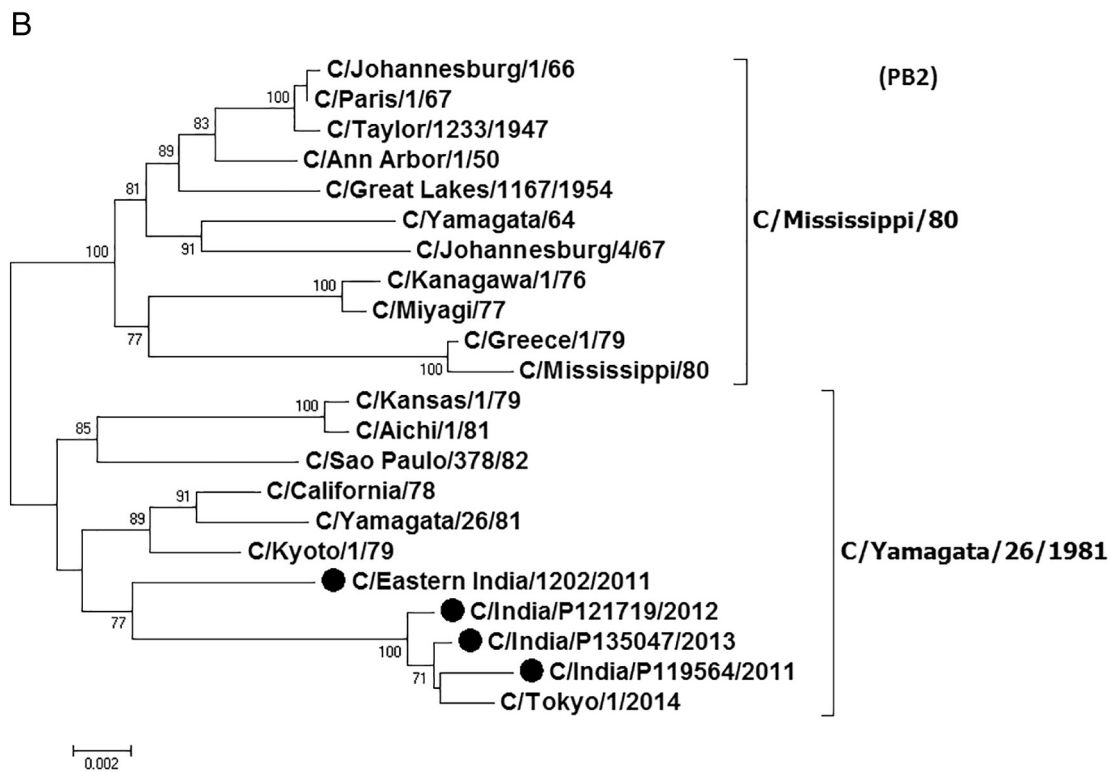 B
(PB2)
C/Johannesburg/1/66
100
C/Paris/1/67
83
C/Taylor/1233/1947
89
C/Ann Arbor/1/50
81
C/Great Lakes/1167/1954
C/Yamagata/64
C/Mississippi/80
91
C/Johannesburg/4/67
100
C/Kanagawa/1/76
100
C/Miyagi/77
77
C/Greece/1/79
100
C/Mississippi/80
C/Kansas/1/79
100
C/Aichi/1/81
85
C/Sao Paulo/378/82
C/California/78
91
C/Yamagata/26/81
89
C/Kyoto/1/79
C/Yamagata/26/1981
C/Eastern India/1202/2011
77
C/India/P121719/2012
C/India/P135047/2013
100
C/India/P119564/2011
71
C/Tokyo/1/2014
0.002